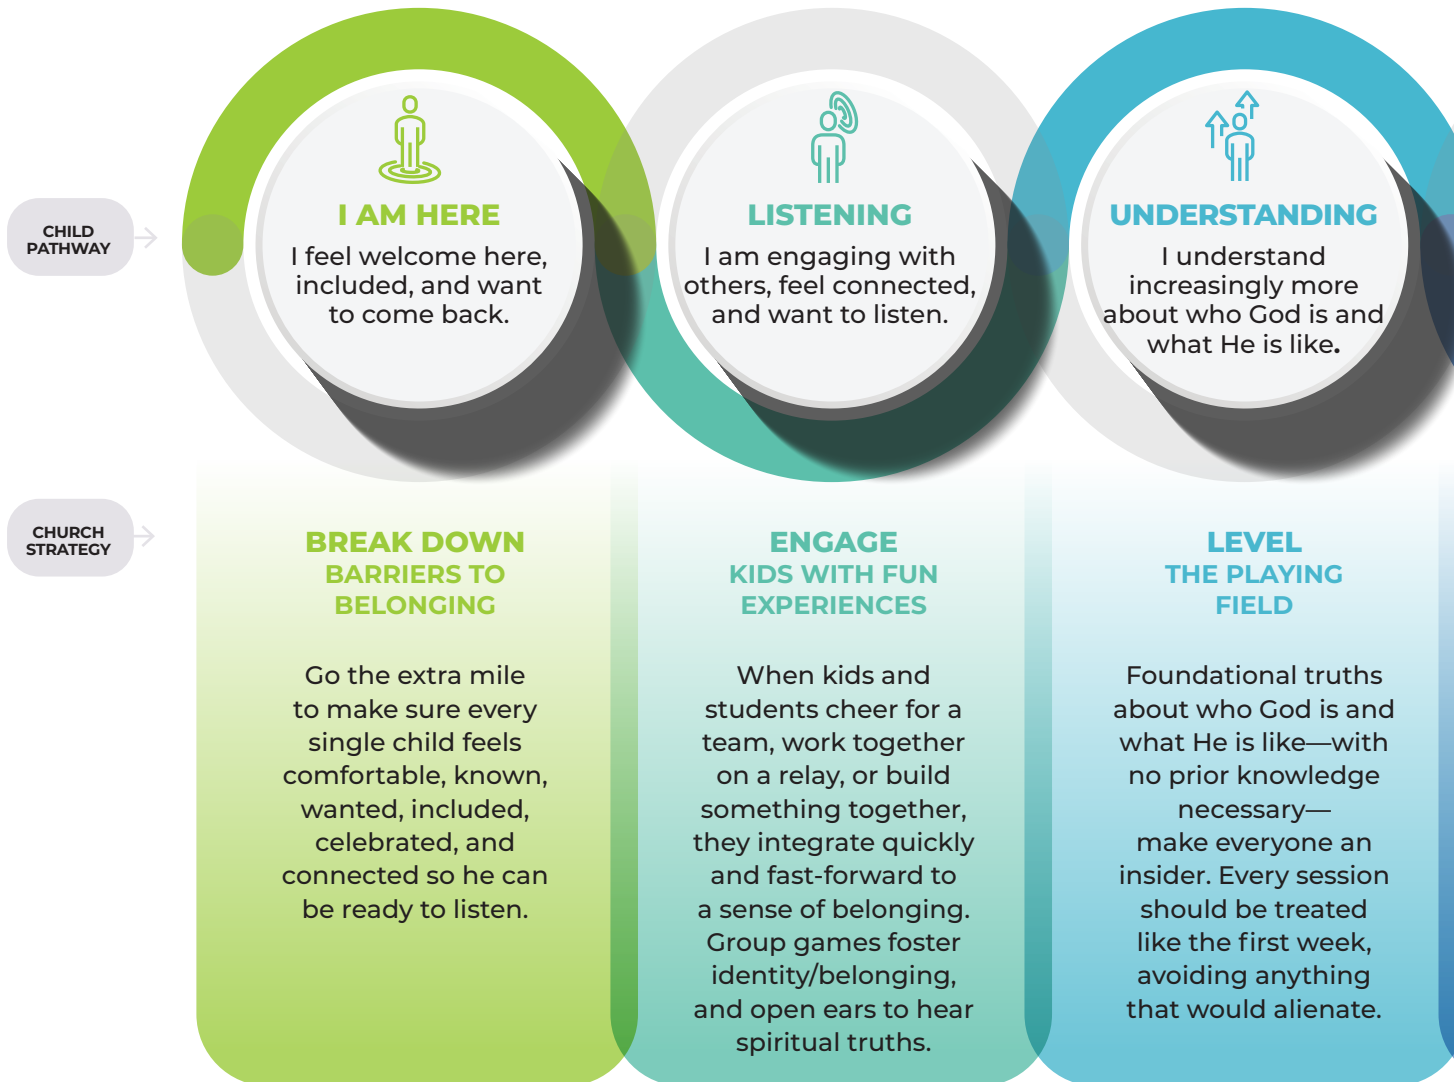 CHILD
PATHWAY
I AM HERE
I feel welcome here,
included, and want
to come back.
LISTENING
I am engaging with
others, feel connected,
and want to listen.
UNDERSTANDING
I understand
increasingly more
about who God is and
what He is like.
CHURCH
STRATEGY
BREAK DOWN
BARRIERS TO
BELONGING
Go the extra mile
to make sure every
single child feels
comfortable, known,
wanted, included,
celebrated, and
connected so he can
be ready to listen.
ENGAGE
KIDS WITH FUN
EXPERIENCES
When kids and
students cheer for a
team, work together
on a relay, or build
something together,
they integrate quickly
and fast-forward to
a sense of belonging.
Group games foster
identity/belonging,
and open ears to hear
spiritual truths.
LEVEL
THE PLAYING
FIELD
Foundational truths
about who God is and
what He is like—with
no prior knowledge
necessary—
make everyone an
insider. Every session
should be treated
like the first week,
avoiding anything
that would alienate.